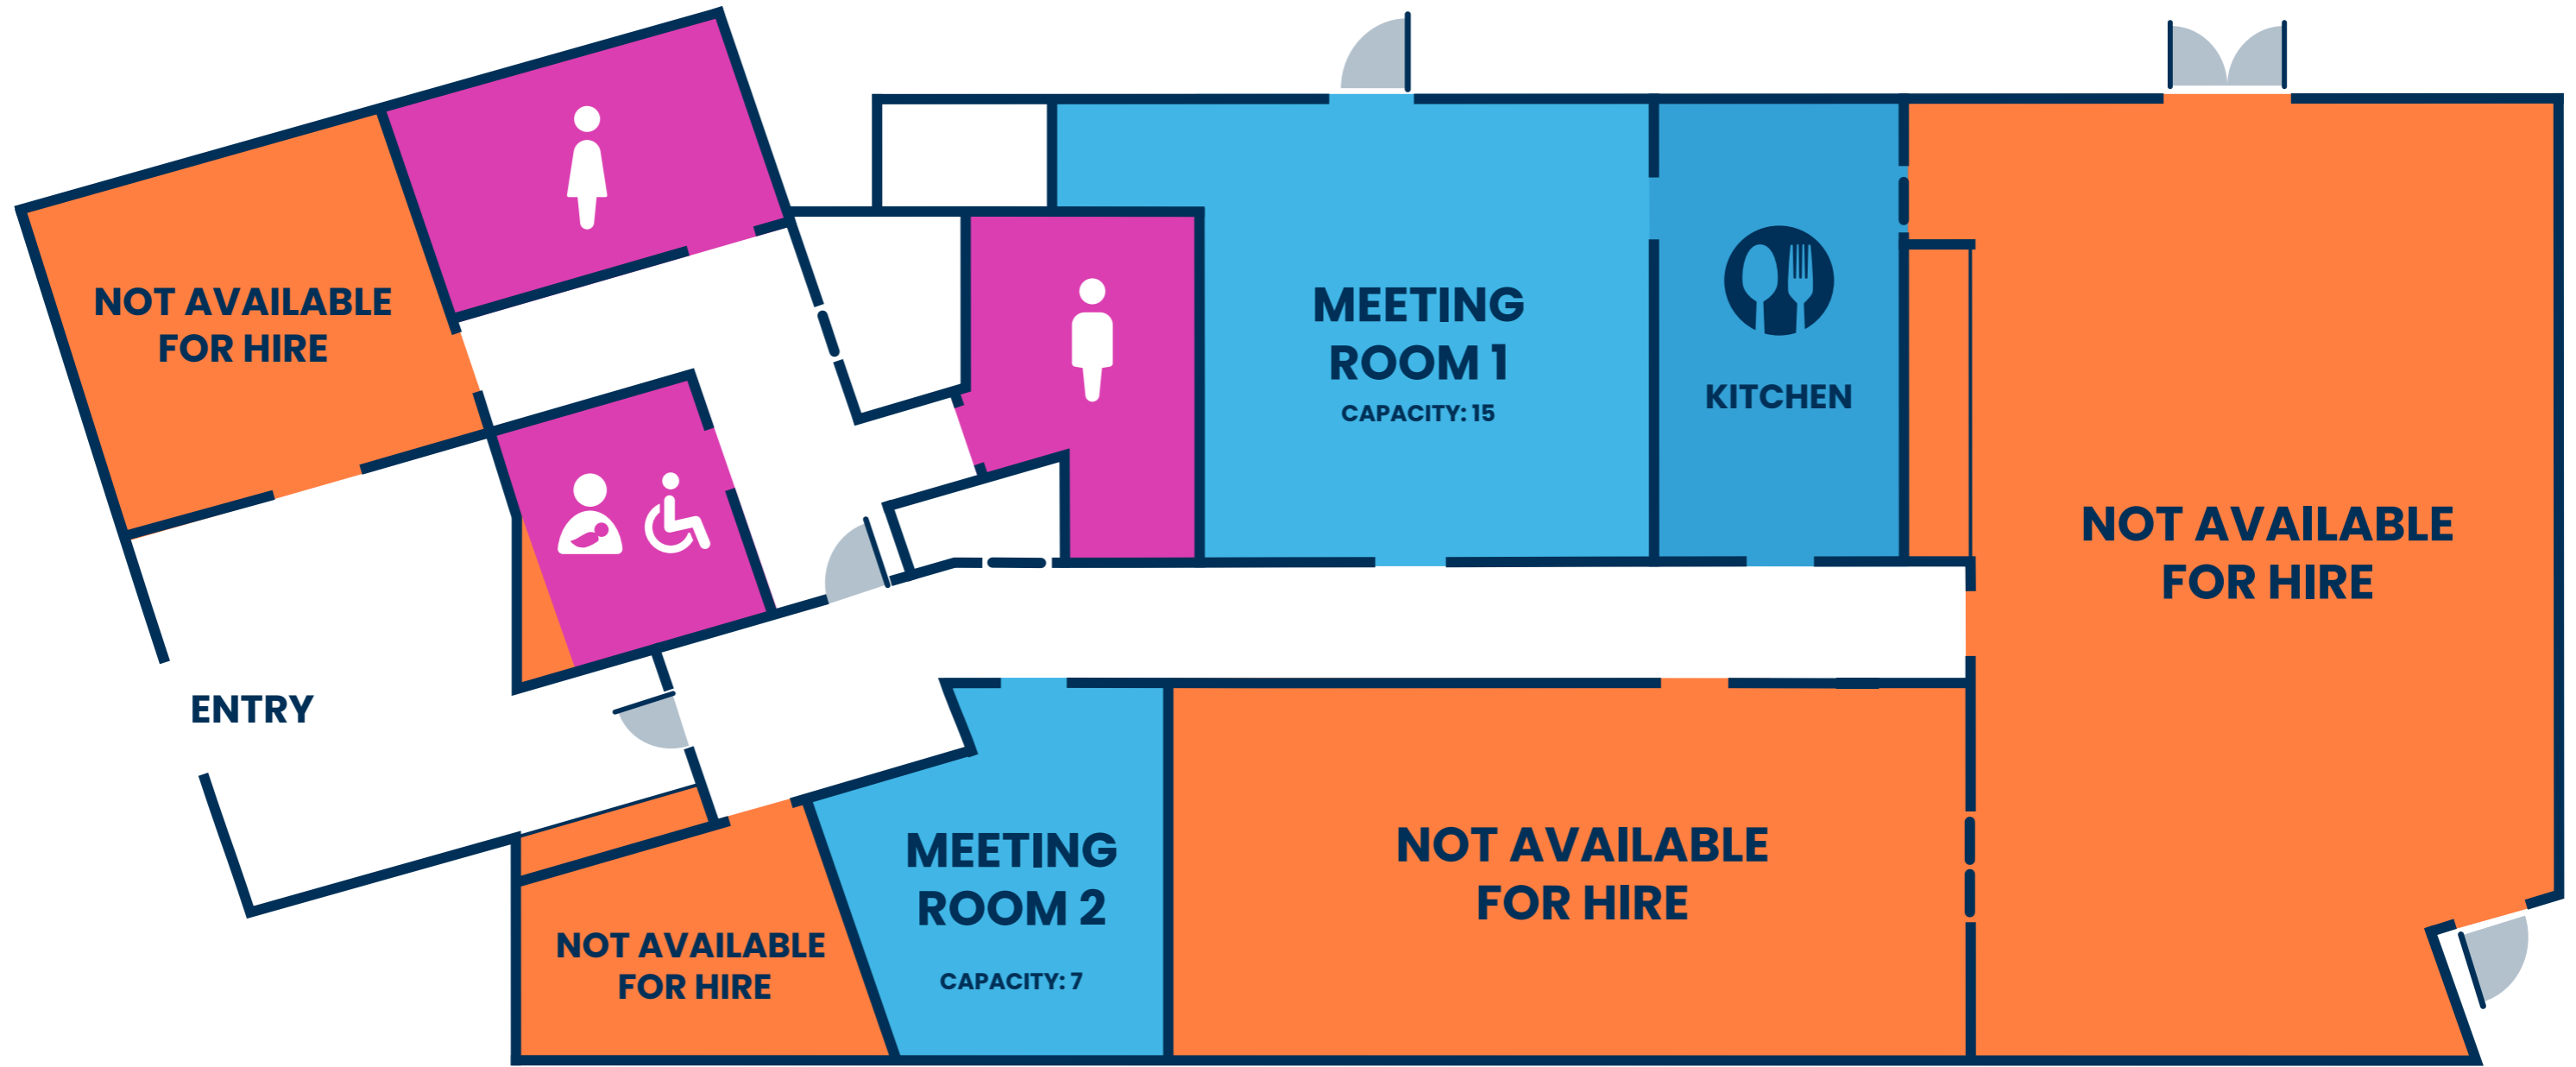 NOT AVAILABLE
FOR HIRE
MEETING
ROOM 1
CAPACITY: 15
KITCHEN
NOT AVAILABLE
FOR HIRE
ENTRY
MEETING
ROOM 2
CAPACITY: 7
NOT AVAILABLE
FOR HIRE
NOT AVAILABLE
FOR HIRE